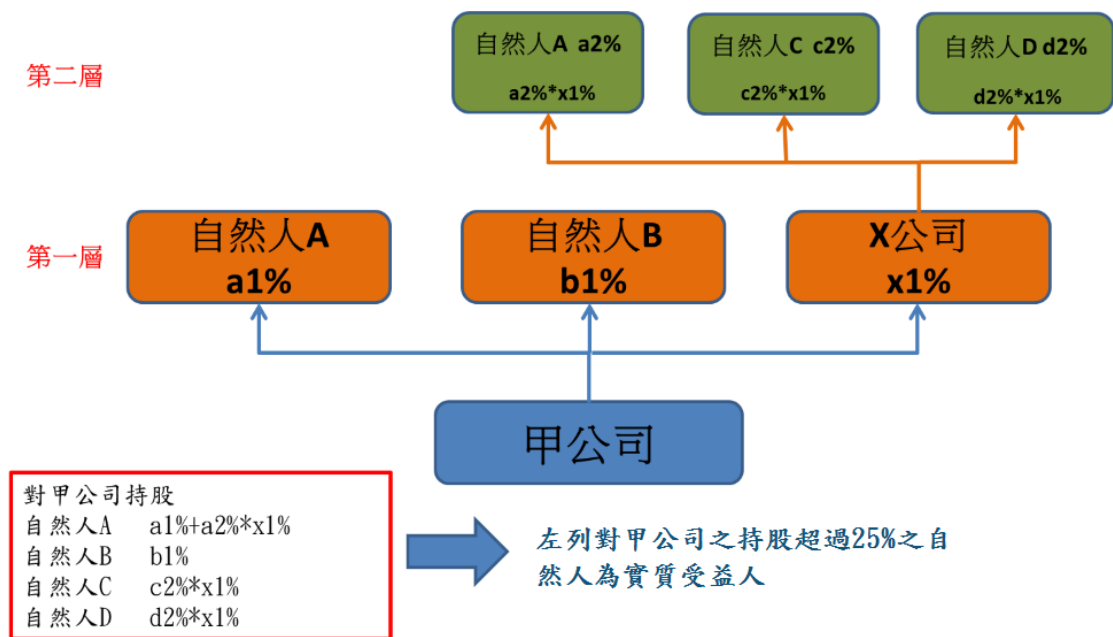 第二層
自然人A a2%
a2%*x1%
自然人C c2%
c2%*x1%
自然人D d2%
d2%*x1%
第一層
自然人A
a1%
自然人B
b1%
X公司
x1%
甲公司
對甲公司持股
自然人A a1%+a2%*x1%
自然人B b1%
自然人C c2%*x1%
自然人D d2%*x1%
左列對甲公司之持股超過25%之自
然人為實質受益人